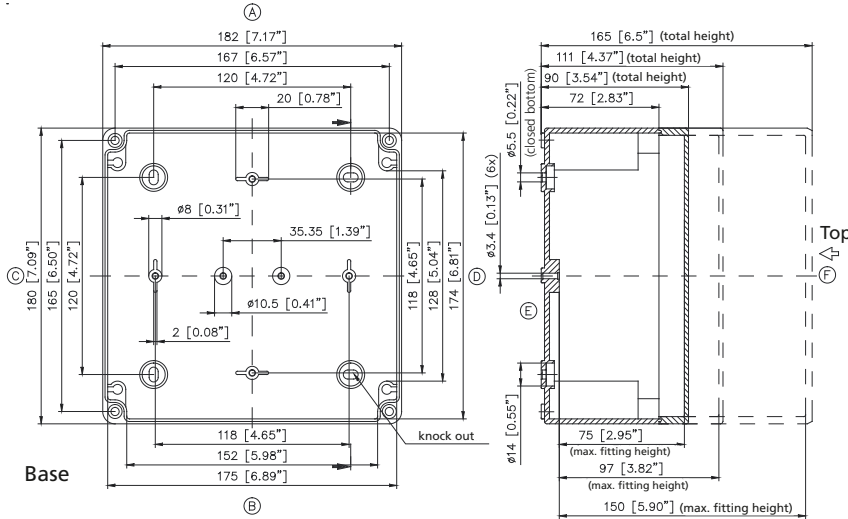 A
182 [7.17"]
167 [6.57"]
120 [4.72"]
20 [0.78"]
ø8 [0.31"]
35.35 [1.39"]
C
180 [7.09"]
165 [6.50"]
120 [4.72"]
118 [4.65"]
128 [5.04"]
174 [6.81"]
D
ø10.5 [0.41"]
2 [0.08"]
118 [4.65"]
152 [5.98"]
175 [6.89"]
knock out
Base
B
165 [6.5"] (total height)
111 [4.37"] (total height)
90 [3.54"] (total height)
72 [2.83"]
ø5.5 [0.22"]
(closed bottom)
ø3.4 [0.13"] (6x)
Top
F
E
ø14 [0.55"]
75 [2.95"]
(max. fitting height)
97 [3.82"]
(max. fitting height)
150 [5.90"] (max. fitting height)